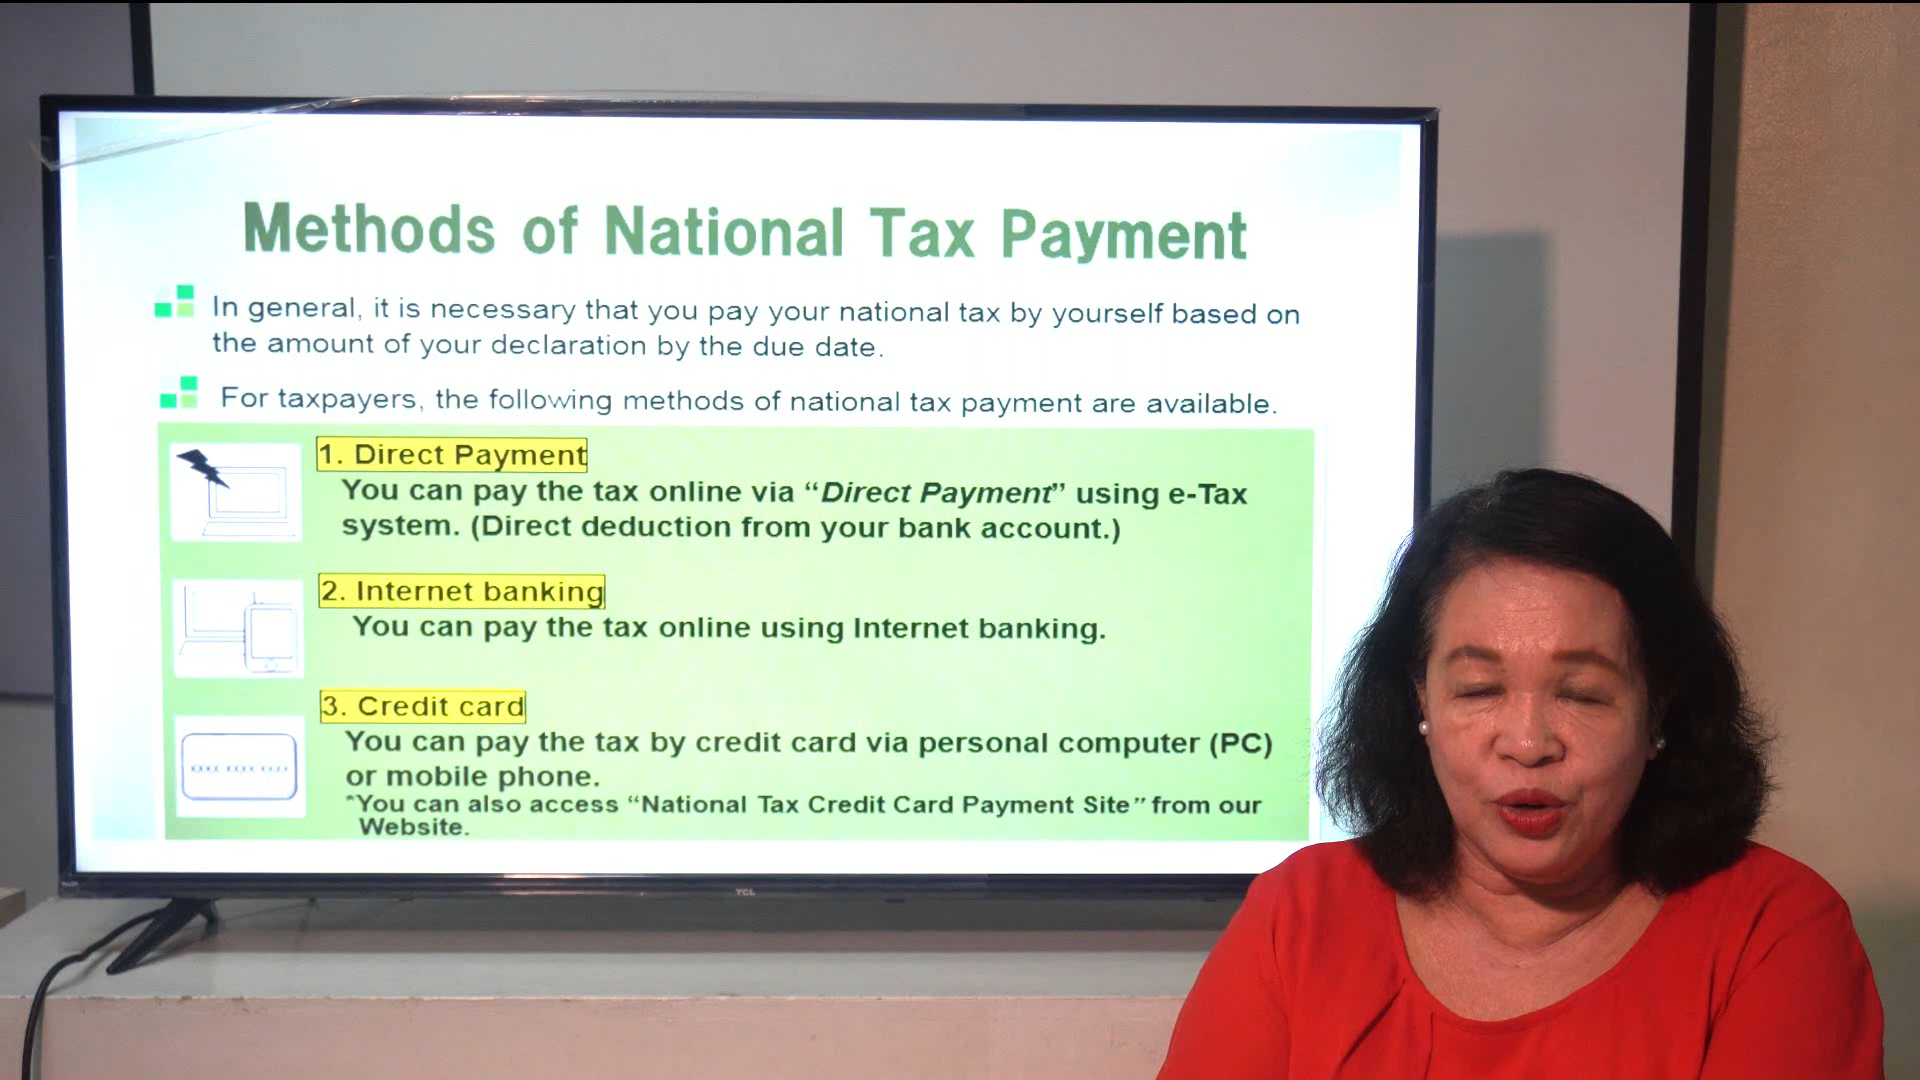 Methods of National Tax Payment
In general, it is necessary that you pay your national tax by yourself based on
the amount of your declaration by the due date.
For taxpayers, the following methods of national tax payment are available.
1. Direct Payment
You can pay the tax online via “Direct Payment” using e-Tax
system. (Direct deduction from your bank account.)
2. Internet banking
You can pay the tax online using Internet banking.
3. Credit card
You can pay the tax by credit card via personal computer (PC)
or mobile phone.
*You can also access “National Tax Credit Card Payment Site” from our
Website.
TCL